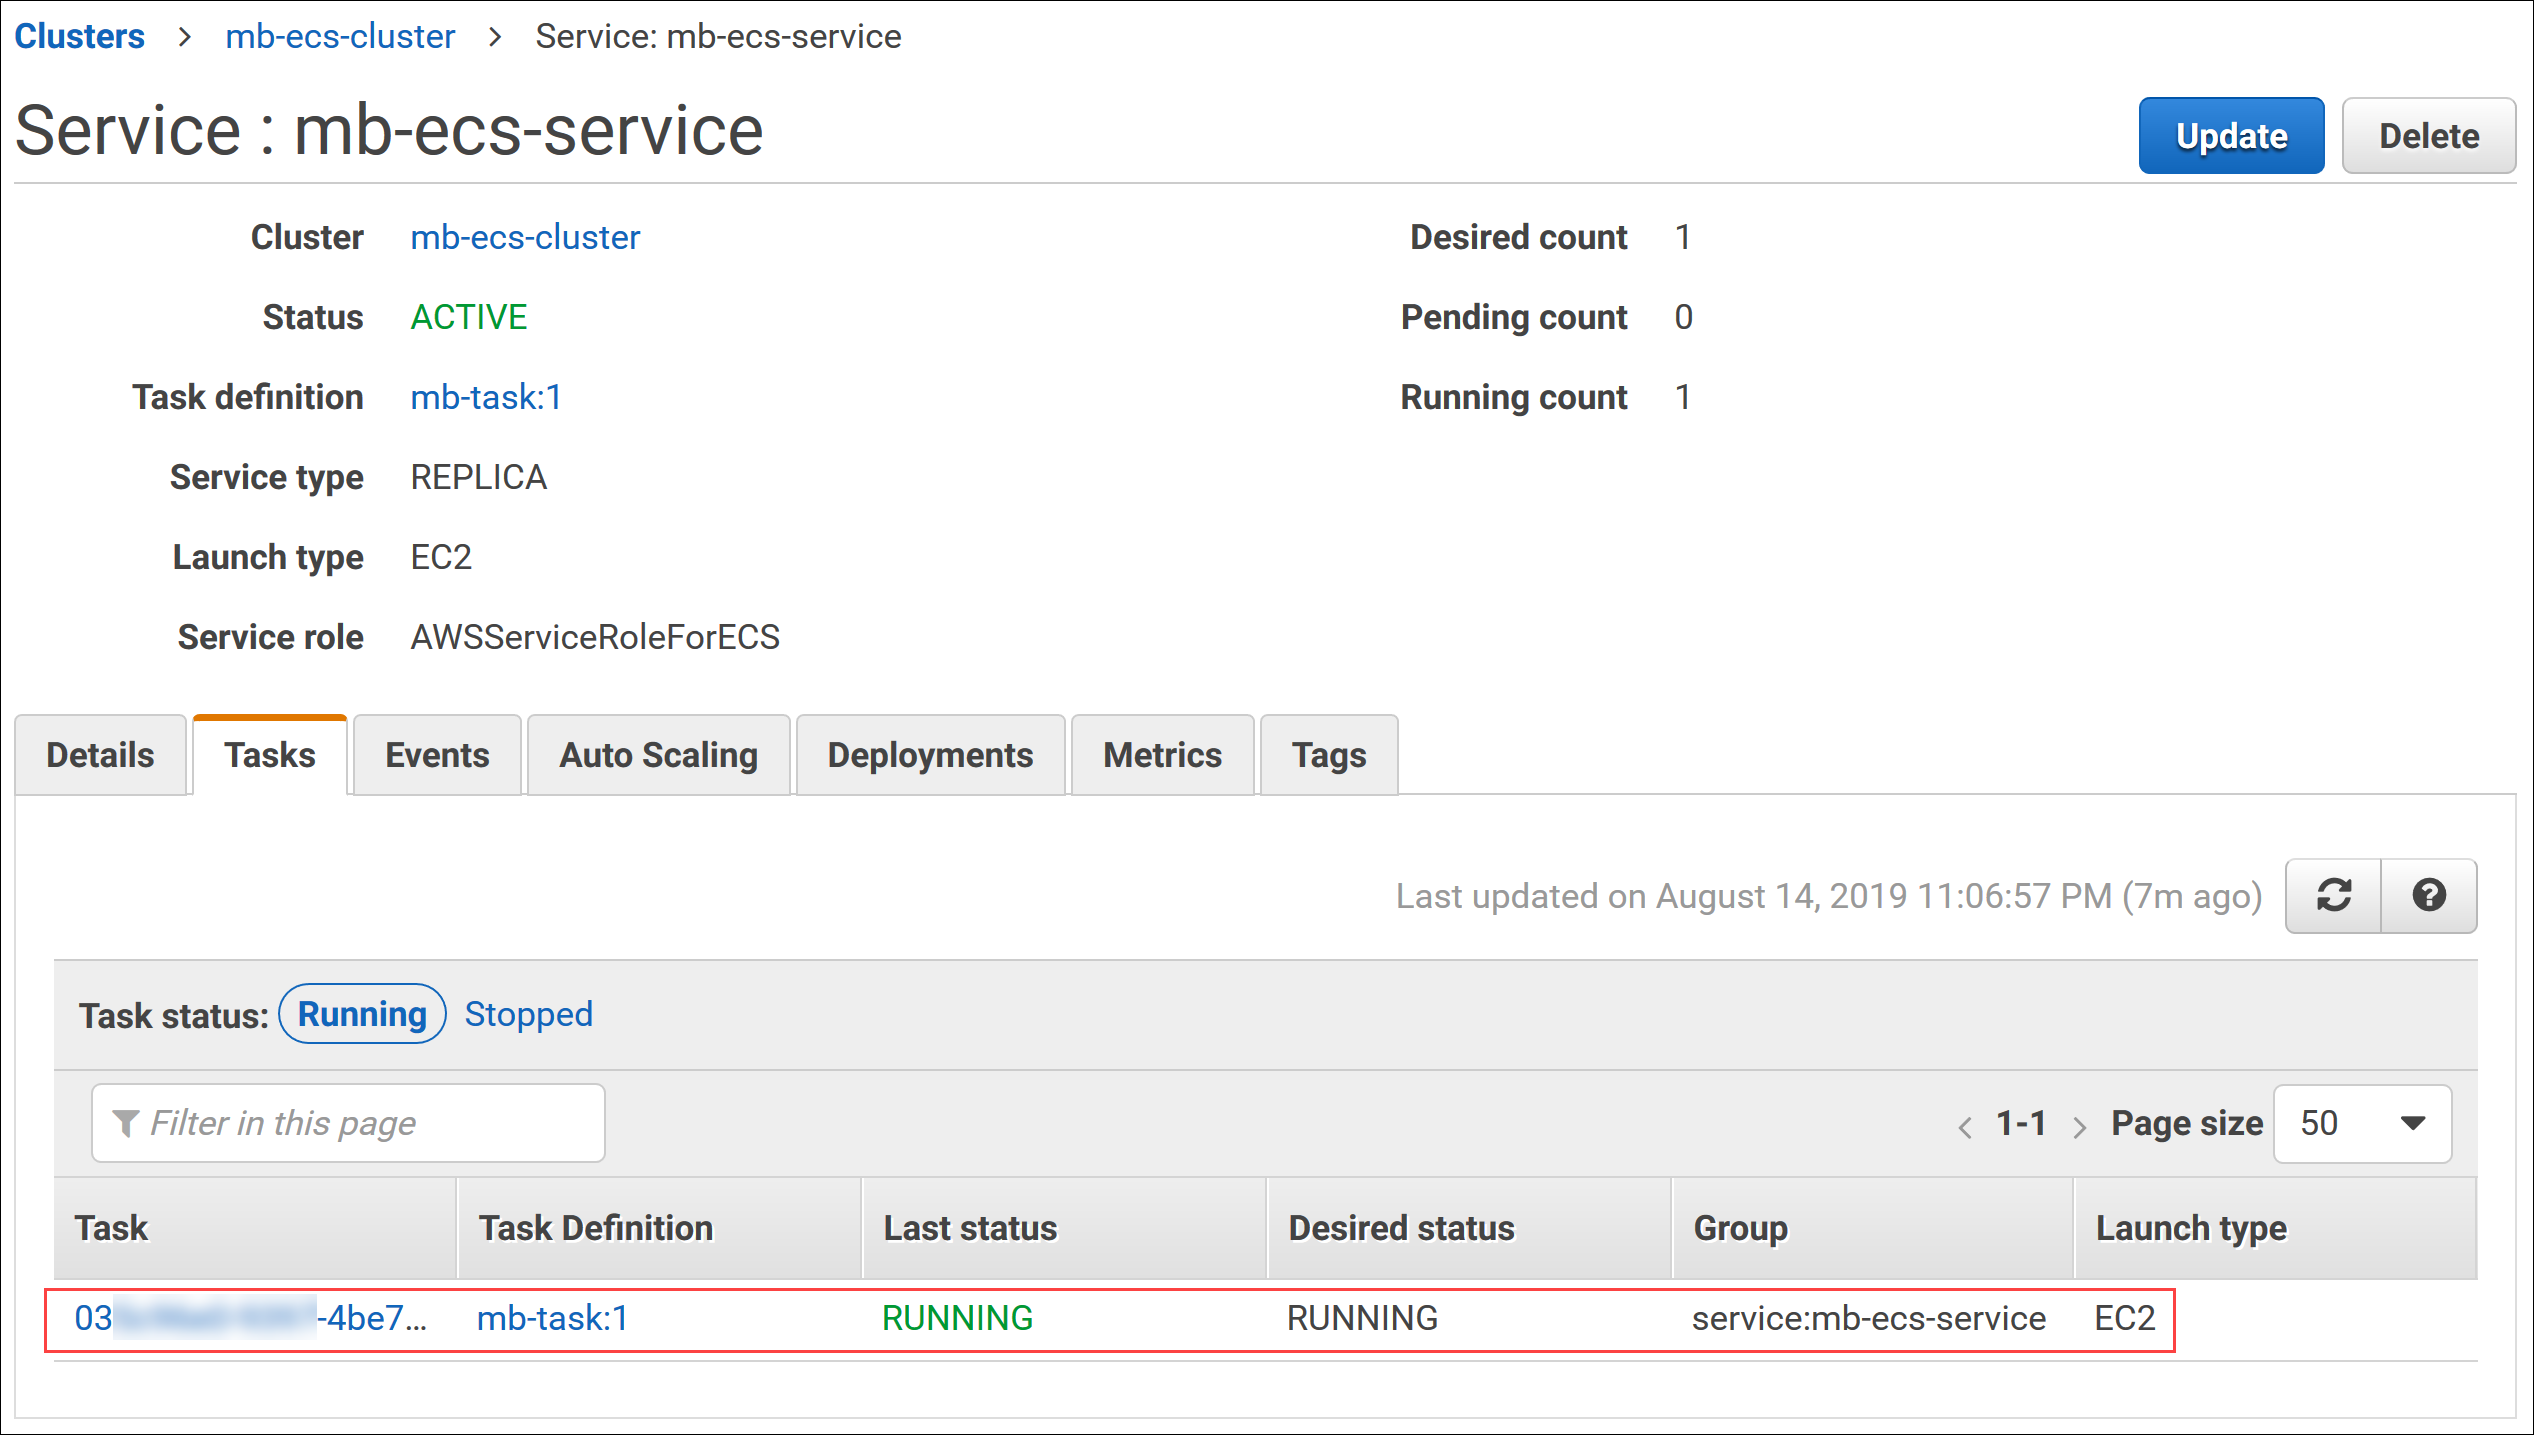 Clusters > mb-ecs-cluster > Service: mb-ecs-service
Service : mb-ecs-service
Update
Delete
Cluster mb-ecs-cluster
Desired count 1
Status ACTIVE
Pending count 0
Task definition mb-task:1
Running count 1
Service type REPLICA
Launch type EC2
Service role AWSServiceRoleForECS
Details Tasks Events Auto Scaling Deployments Metrics Tags
Last updated on August 14, 2019 11:06:57 PM (7m ago)
Task status: Running Stopped
Filter in this page
< 1-1 > Page size 50
Task Task Definition Last status Desired status Group Launch type
03 -4be7... mb-task:1 RUNNING RUNNING service:mb-ecs-service EC2